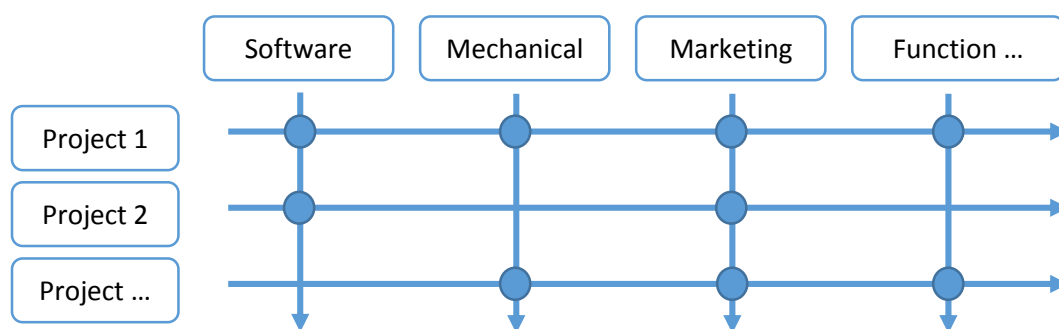 Software
Mechanical
Marketing
Function …
Project 1
Project 2
Project …